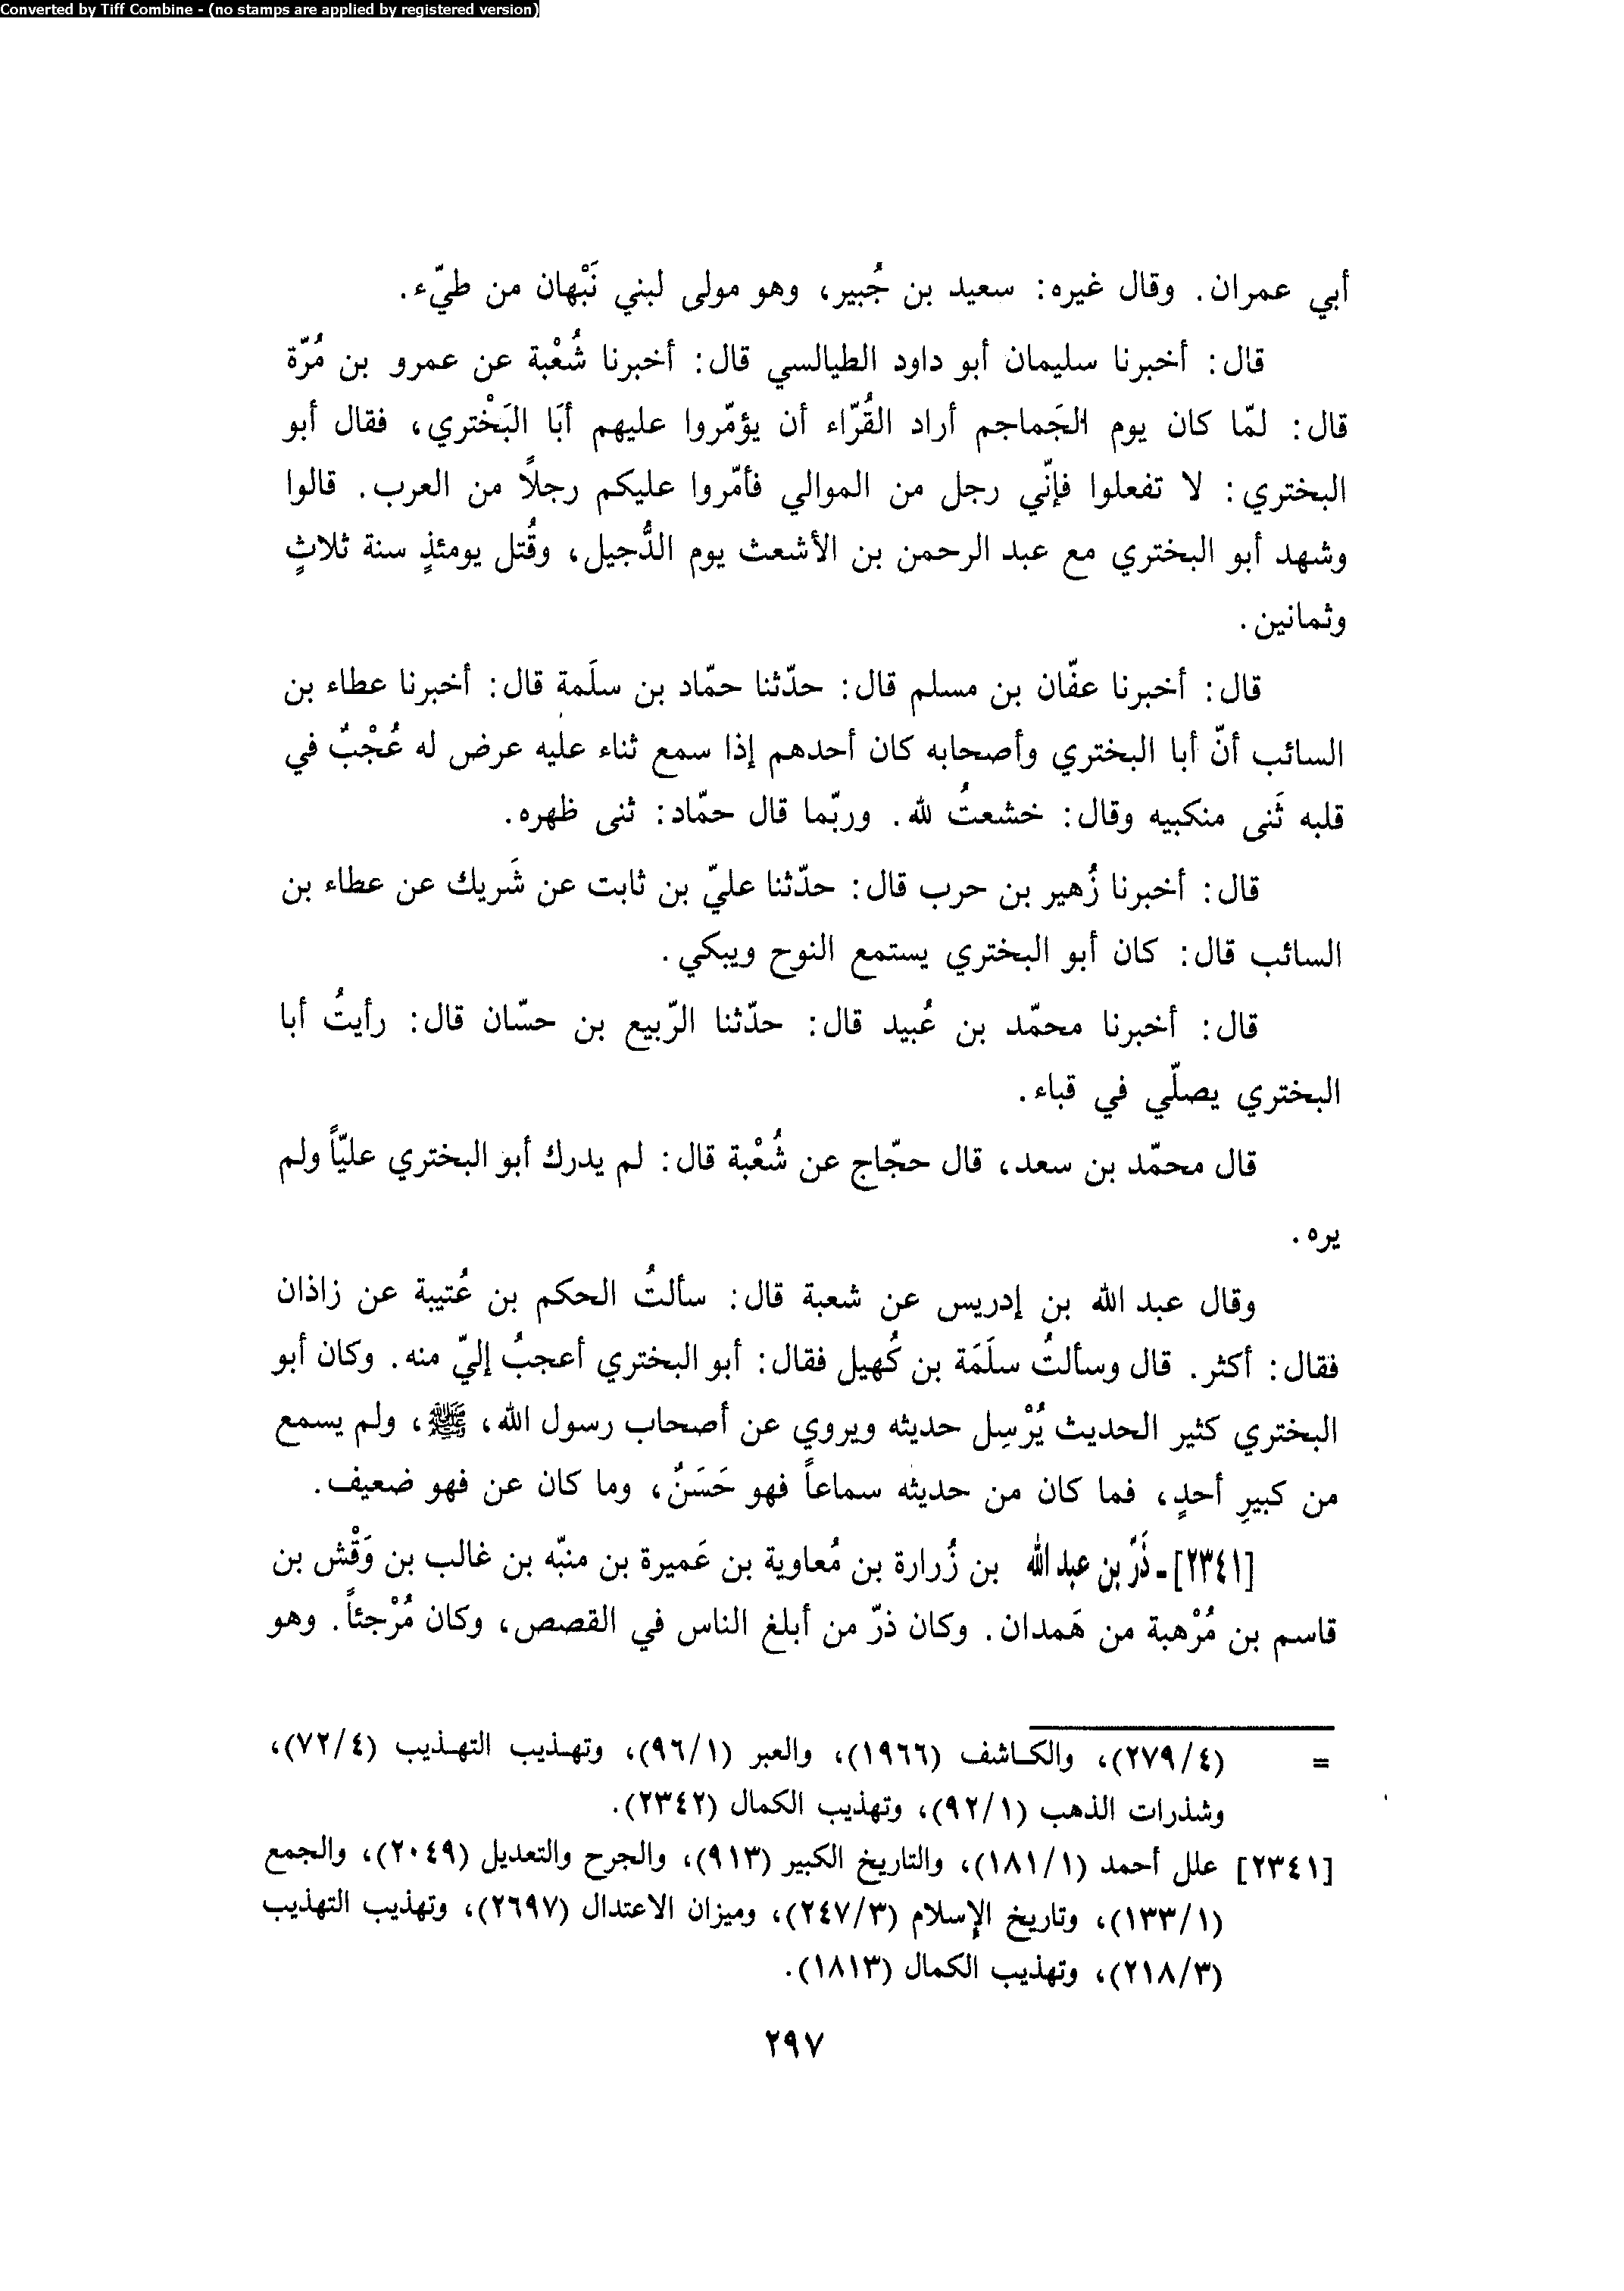 Converted by Tiff Combine - (no stamps are applied by registered version)
أبي عمران. وقال غيره: سعيد بن جُبير، وهو مولى لبني نَبْهان من طيّء.
قال: أخبرنا سليمان أبو داود الطيالسي قال: أخبرنا شُعْبة عن عمرو بن مُرّة
قال: لمّا كان يوم الجَماجم أراد القُرّاء أن يؤمّروا عليهم أبَا البَخْتري، فقال أبو
البختري: لا تفعلوا فإنّي رجل من الموالي فأمّروا عليكم رجلًا من العرب. قالوا
وشهد أبو البختري مع عبد الرحمن بن الأشعث يوم الدُّجيل، وقُتل يومئذٍ سنة ثلاثٍ
وثمانين.
قال: أخبرنا عفّان بن مسلم قال: حدّثنا حمّاد بن سلَمة قال: أخبرنا عطاء بن
السائب أنّ أبا البختري وأصحابه كان أحدهم إذا سمع ثناء عليه عرض له عُجْبٌ في
قلبه ثَنى منكبيه وقال: خشعتُ لله. وربّما قال حمّاد: ثنى ظهره.
قال: أخبرنا زُهير بن حرب قال: حدّثنا عليّ بن ثابت عن شَريك عن عطاء بن
السائب قال: كان أبو البختري يستمع النوح ويبكي.
قال: أخبرنا محمّد بن عُبيد قال: حدّثنا الرّبيع بن حسّان قال: رأيتُ أبا
البختري يصلّي في قباء.
قال محمّد بن سعد، قال حجّاج عن شُعْبة قال: لم يدرك أبو البختري عليّاً ولم
يره.
وقال عبد الله بن إدريس عن شعبة قال: سألتُ الحكم بن عُتيبة عن زاذان
فقال: أكثر. قال وسألتُ سلَمَة بن كُهيل فقال: أبو البختري أعجبُ إليّ منه. وكان أبو
البختري كثير الحديث يُرْسِل حديثه ويروي عن أصحاب رسول الله، ﷺ، ولم يسمع
من كبيرِ أحدٍ، فما كان من حديثه سماعاً فهو حَسَنٌ، وما كان عن فهو ضعيف.
[٢٣٤١]ـ ذَرّ بن عبد الله بن زُرارة بن مُعاوية بن عَميرة بن منبّه بن غالب بن وَقْش بن
قاسم بن مُرْهبة من هَمدان. وكان ذرّ من أبلغ الناس في القصص، وكان مُرْجئاً. وهو
= (٢٧٩/٤)، والكاشف (١٩٦٦)، والعبر (٩٦/١)، وتهذيب التهذيب (٧٢/٤)،
وشذرات الذهب (٩٢/١)، وتهذيب الكمال (٢٣٤٢).
[٢٣٤١] علل أحمد (١٨١/١)، والتاريخ الكبير (٩١٣)، والجرح والتعديل (٢٠٤٩)، والجمع
(١٣٣/١)، وتاريخ الإسلام (٢٤٧/٣)، وميزان الاعتدال (٢٦٩٧)، وتهذيب التهذيب
(٢١٨/٣)، وتهذيب الكمال (١٨١٣).
٢٩٧